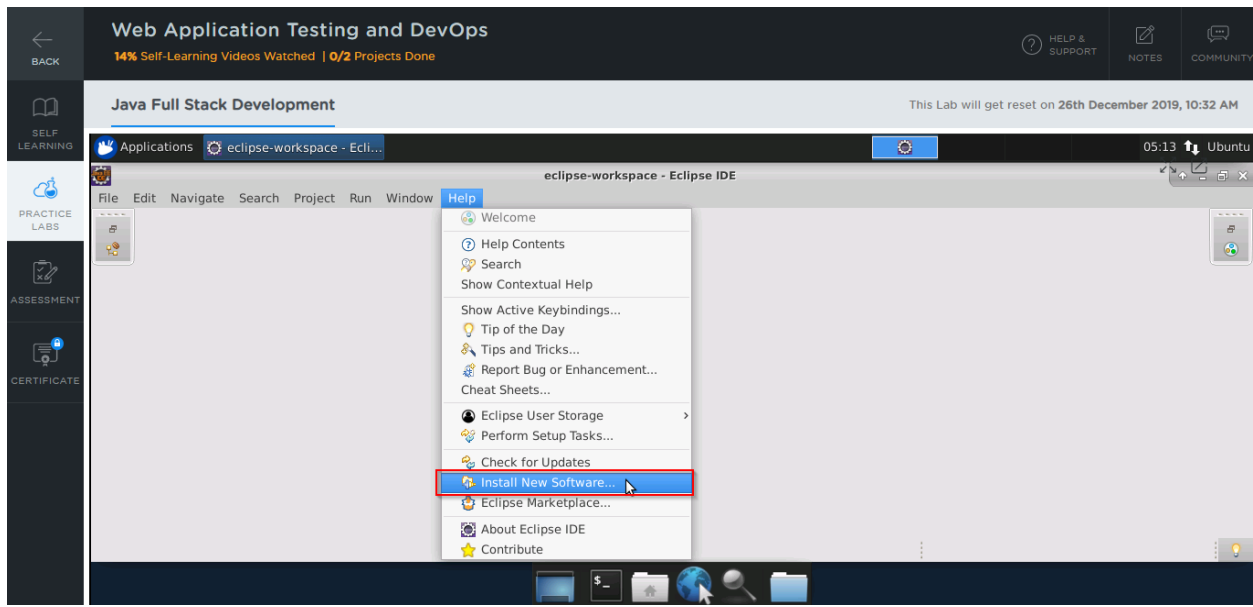 Web Application Testing and DevOps
14% Self-Learning Videos Watched | 0/2 Projects Done
BACK
HELP & SUPPORT
NOTES
COMMUNITY
Java Full Stack Development
This Lab will get reset on 26th December 2019, 10:32 AM
SELF LEARNING
PRACTICE LABS
ASSESSMENT
CERTIFICATE
Applications
eclipse-workspace - Ecli...
05:13
Ubuntu
eclipse-workspace - Eclipse IDE
File Edit Navigate Search Project Run Window Help
Welcome
Help Contents
Search
Show Contextual Help
Show Active Keybindings...
Tip of the Day
Tips and Tricks...
Report Bug or Enhancement...
Cheat Sheets...
Eclipse User Storage
Perform Setup Tasks...
Check for Updates
Install New Software...
Eclipse Marketplace...
About Eclipse IDE
Contribute
$_